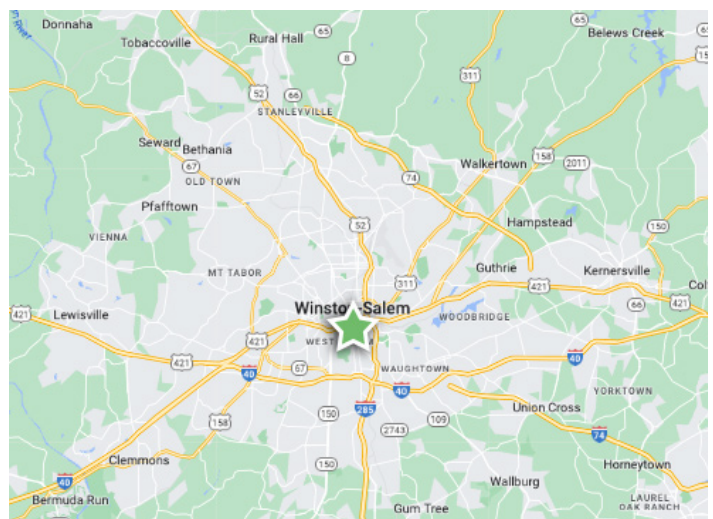 Donnaha
65
Rural Hall
Belews Creek
65
Tobaccoville
8
311
52
66
STANLEYVILLE
158
2011
Seward
Bethania
67
OLD TOWN
74
Walkertown
Pfafftown
52
Hampstead
150
VIENNA
MT TABOR
Guthrie
Kernersville
311
421
66
421
421
Lewisville
Winston-Salem
WOODBRIDGE
421
421
67
WAUGHTOWN
40
40
40
YORKTOWN
285
Union Cross
158
150
2743
109
74
Clemmons
150
Horneytown
40
Bermuda Run
Wallburg
Gum Tree
LAUREL
OAK RANCH